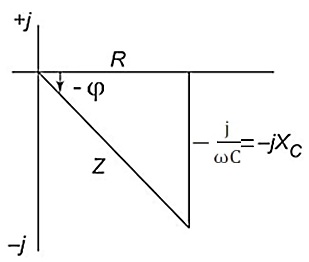 +j
R
- φ
- j/ωC = -jX_C
Z
-j